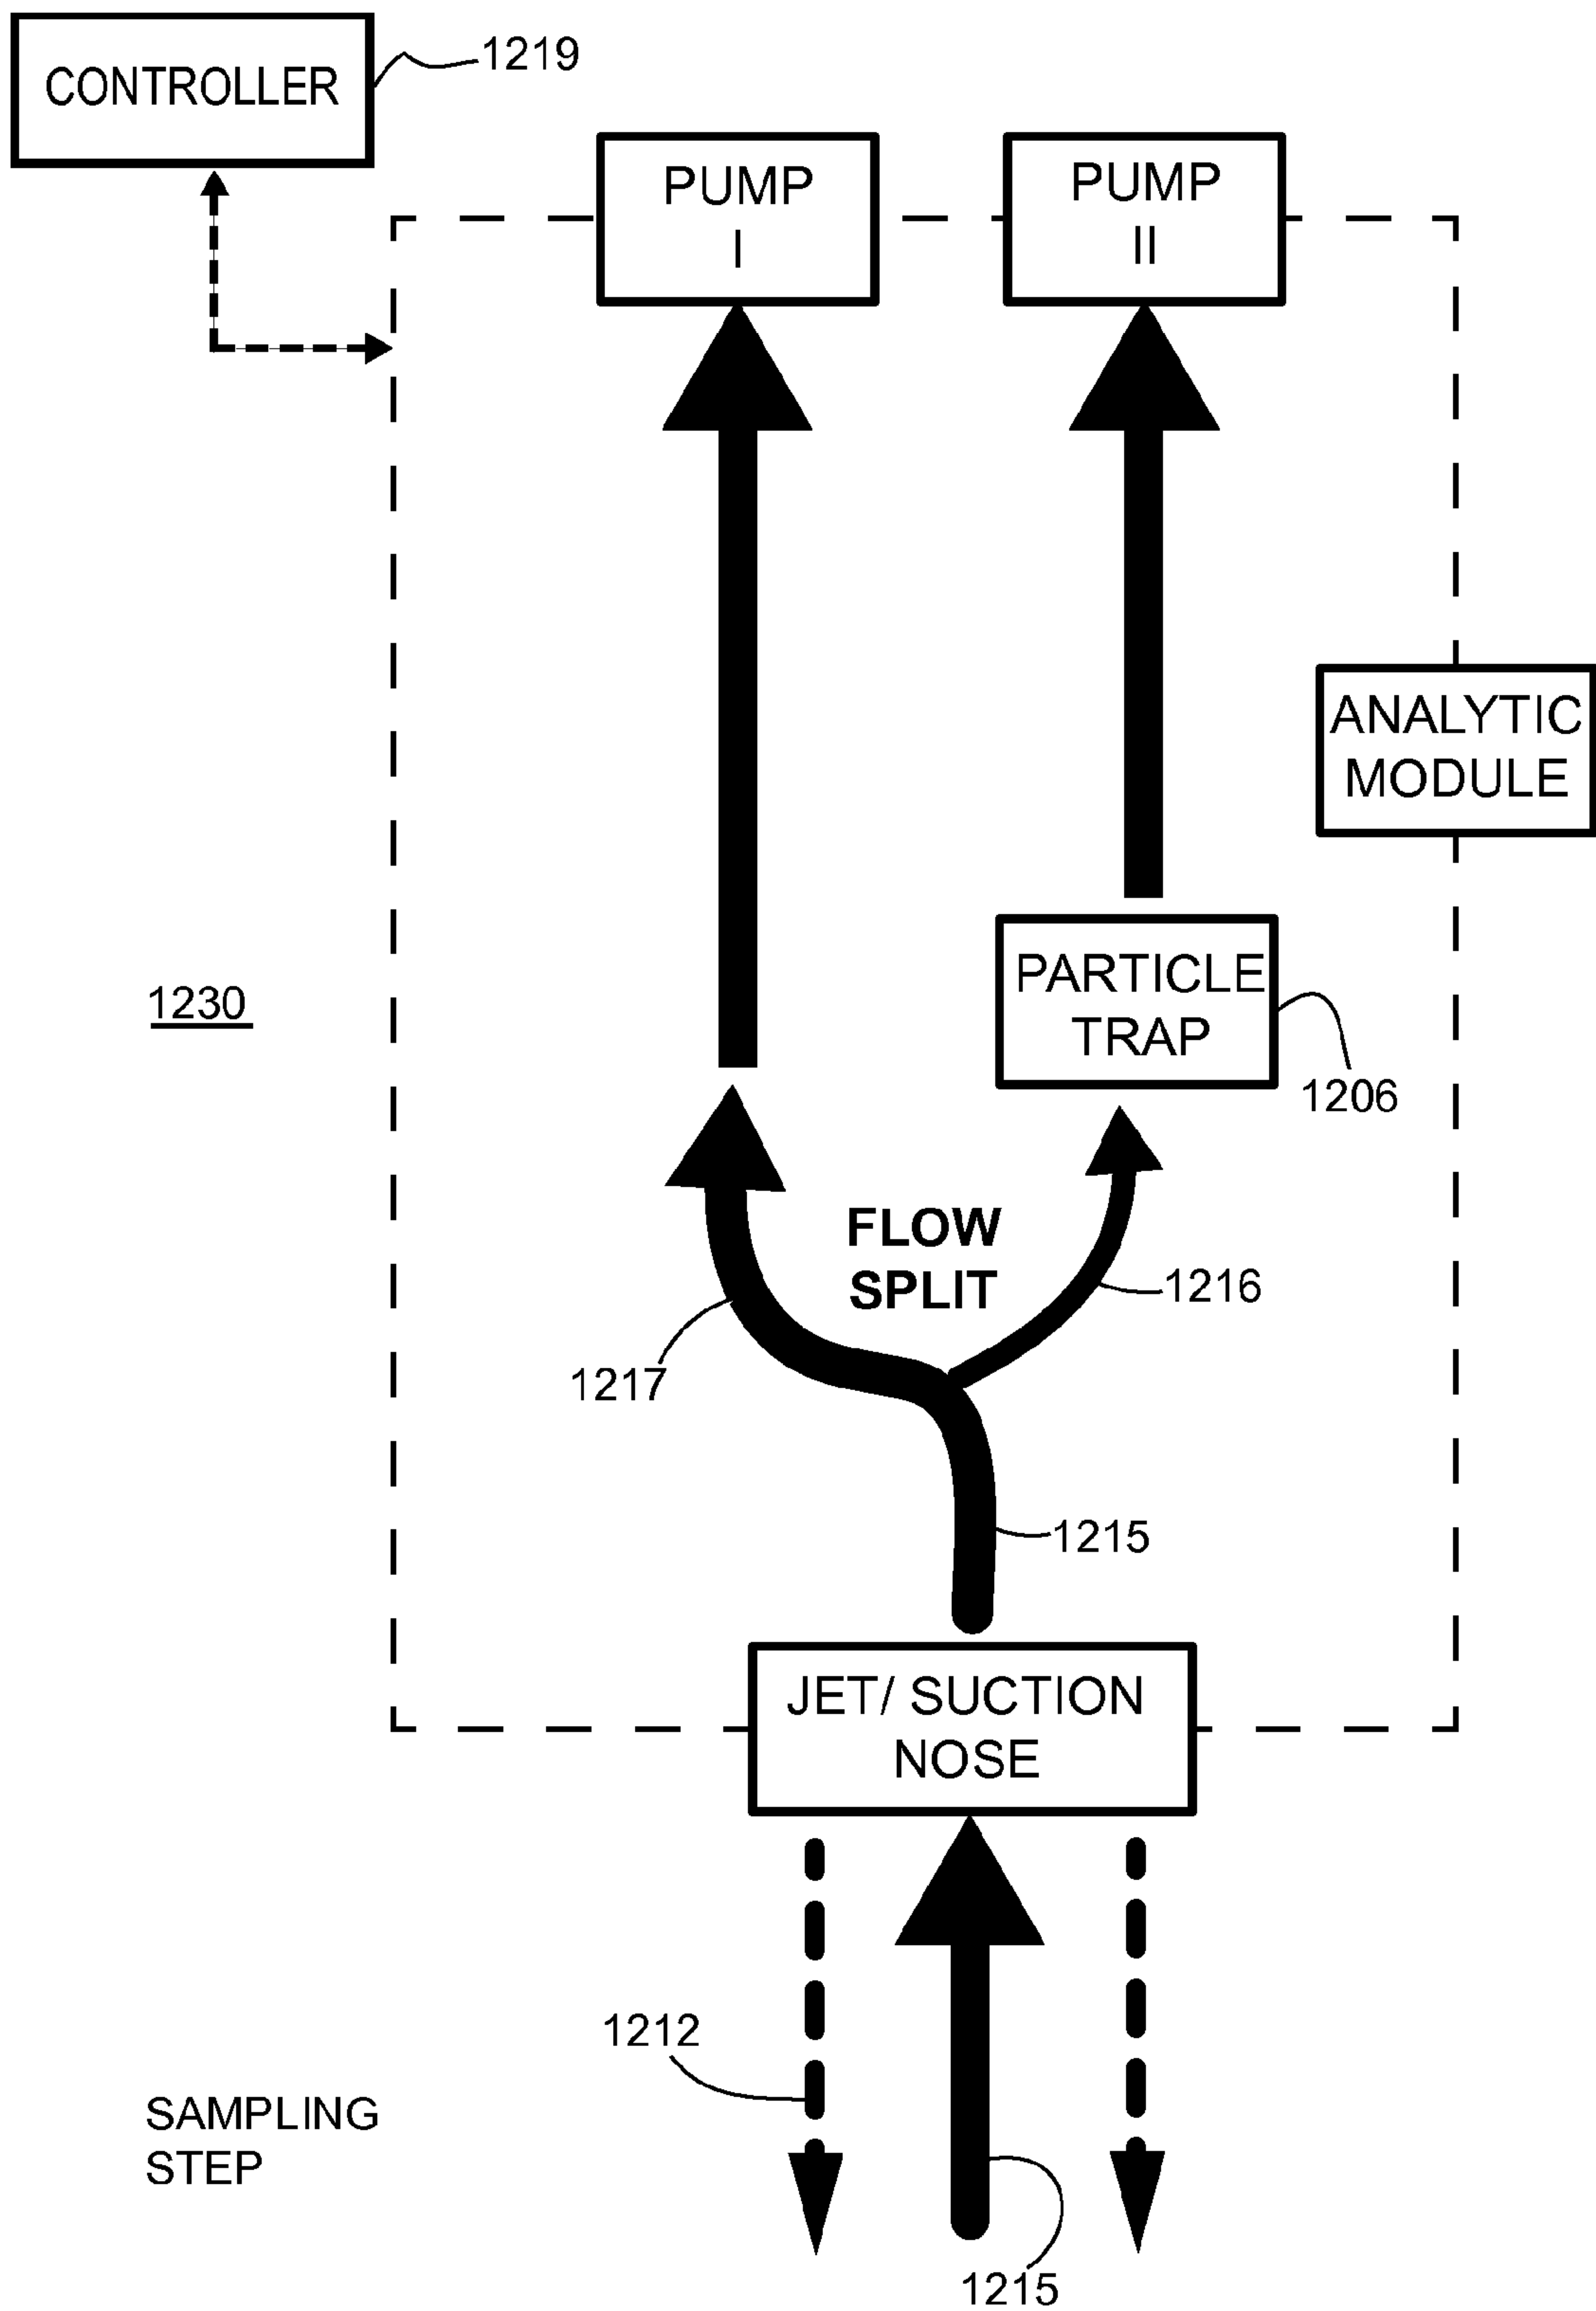 CONTROLLER
1219
PUMP
I
PUMP
II
ANALYTIC
MODULE
PARTICLE
TRAP
1230
1206
FLOW
SPLIT
1216
1217
1215
JET/ SUCTION
NOSE
1212
SAMPLING
STEP
1215